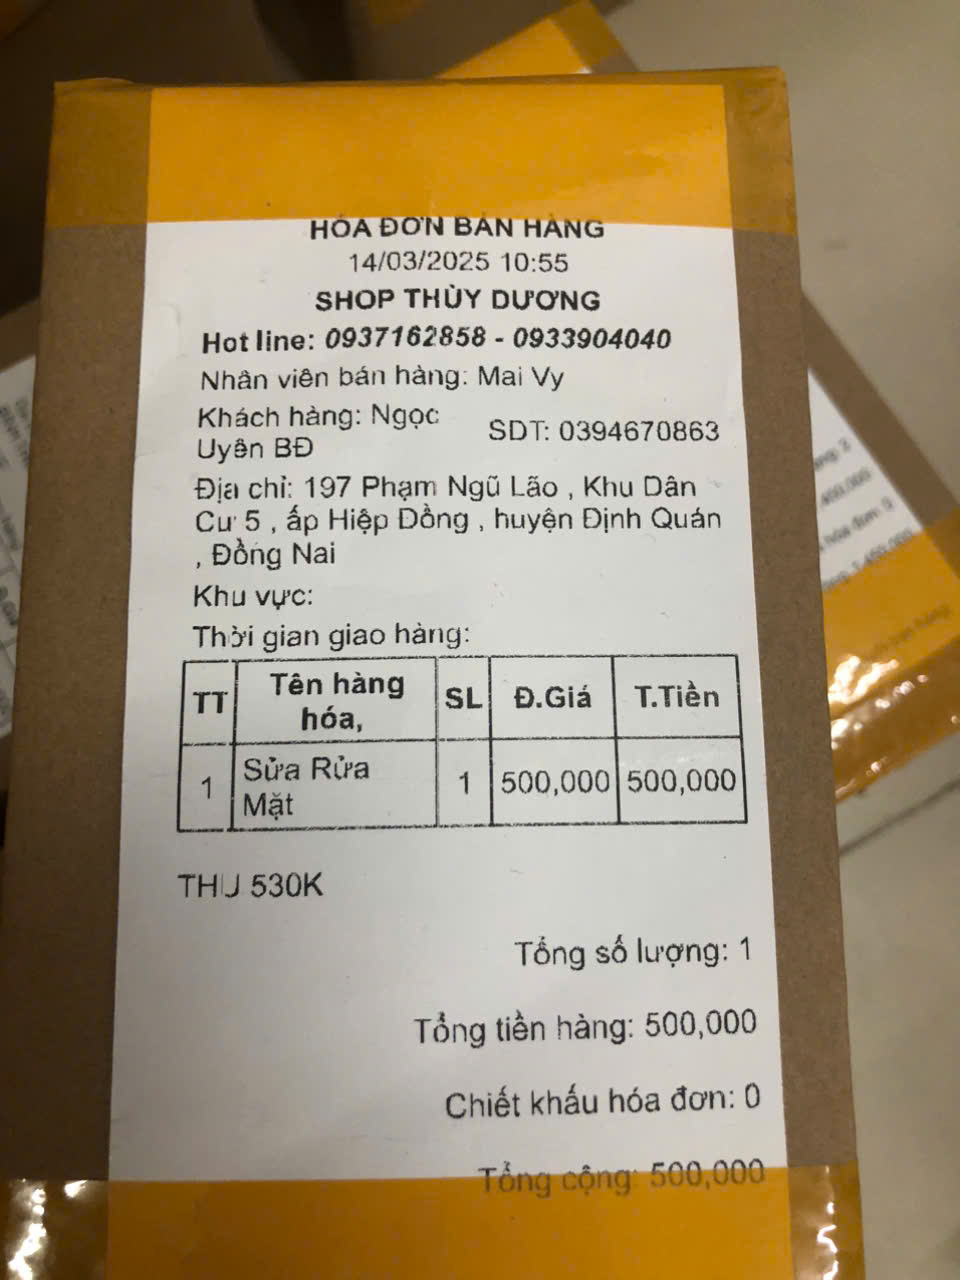 HÓA ĐƠN BÁN HÀNG
14/03/2025 10:55
SHOP THÙY DƯƠNG
Hot line: 0937162858 - 0933904040
Nhân viên bán hàng: Mai Vy
Khách hàng: Ngọc Uyên BĐ
SDT: 0394670863
Địa chỉ: 197 Phạm Ngũ Lão , Khu Dân
Cư 5 , ấp Hiệp Đồng , huyện Định Quán
, Đồng Nai
Khu vực:
Thời gian giao hàng:
TT Tên hàng hóa, SL Đ.Giá T.Tiền
1 Sửa Rửa Mặt 1 500,000 500,000
THU 530K
Tổng số lượng: 1
Tổng tiền hàng: 500,000
Chiết khấu hóa đơn: 0
Tổng cộng: 500,000